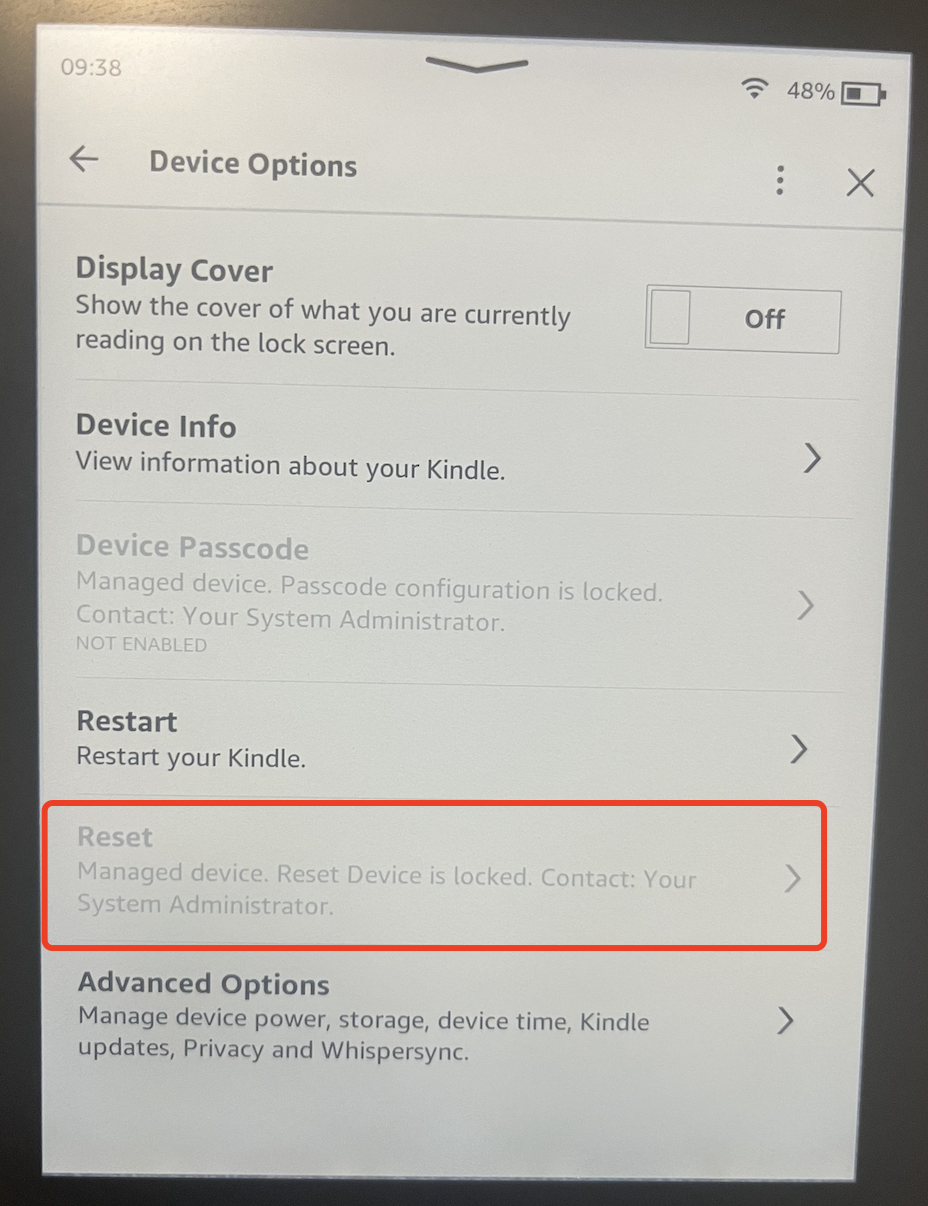 09:38
48%
Device Options
Display Cover
Show the cover of what you are currently
reading on the lock screen.
Off
Device Info
View information about your Kindle.
Device Passcode
Managed device. Passcode configuration is locked.
Contact: Your System Administrator.
NOT ENABLED
Restart
Restart your Kindle.
Reset
Managed device. Reset Device is locked. Contact: Your
System Administrator.
Advanced Options
Manage device power, storage, device time, Kindle
updates, Privacy and Whispersync.